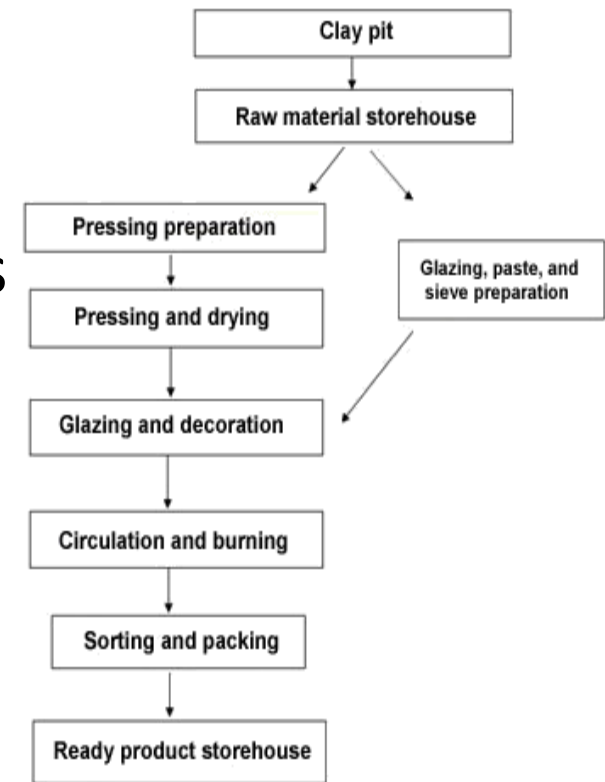 Clay pit
Raw material storehouse
Pressing preparation
Glazing, paste, and
sieve preparation
s
Pressing and drying
Glazing and decoration
Circulation and burning
Sorting and packing
Ready product storehouse